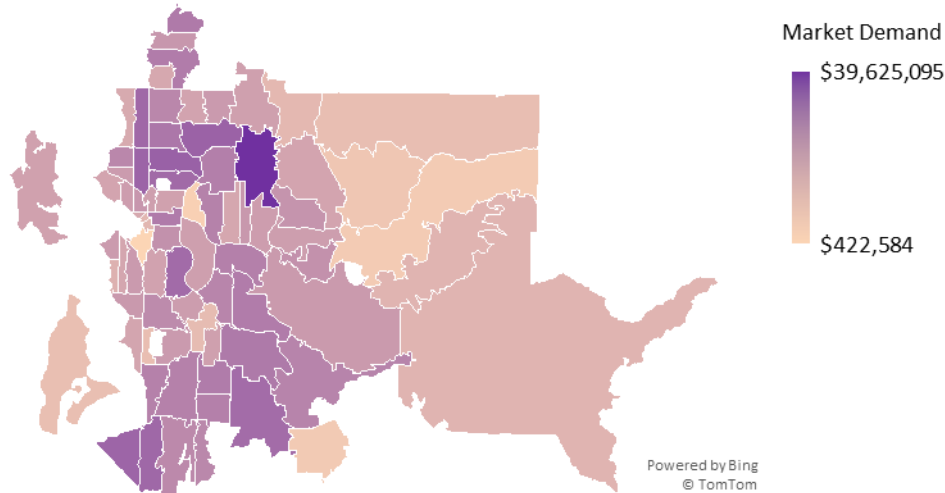 Market Demand
$39,625,095
$422,584
Powered by Bing
© TomTom